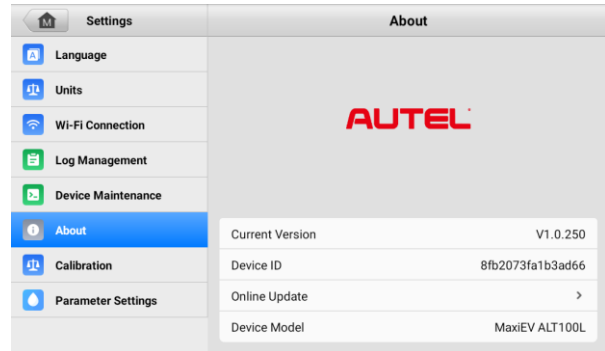 M
Settings
About
Language
Units
Wi-Fi Connection
Log Management
Device Maintenance
About
Calibration
Parameter Settings
AUTEL
Current Version V1.0.250
Device ID 8fb2073fa1b3ad66
Online Update >
Device Model MaxiEV ALT100L